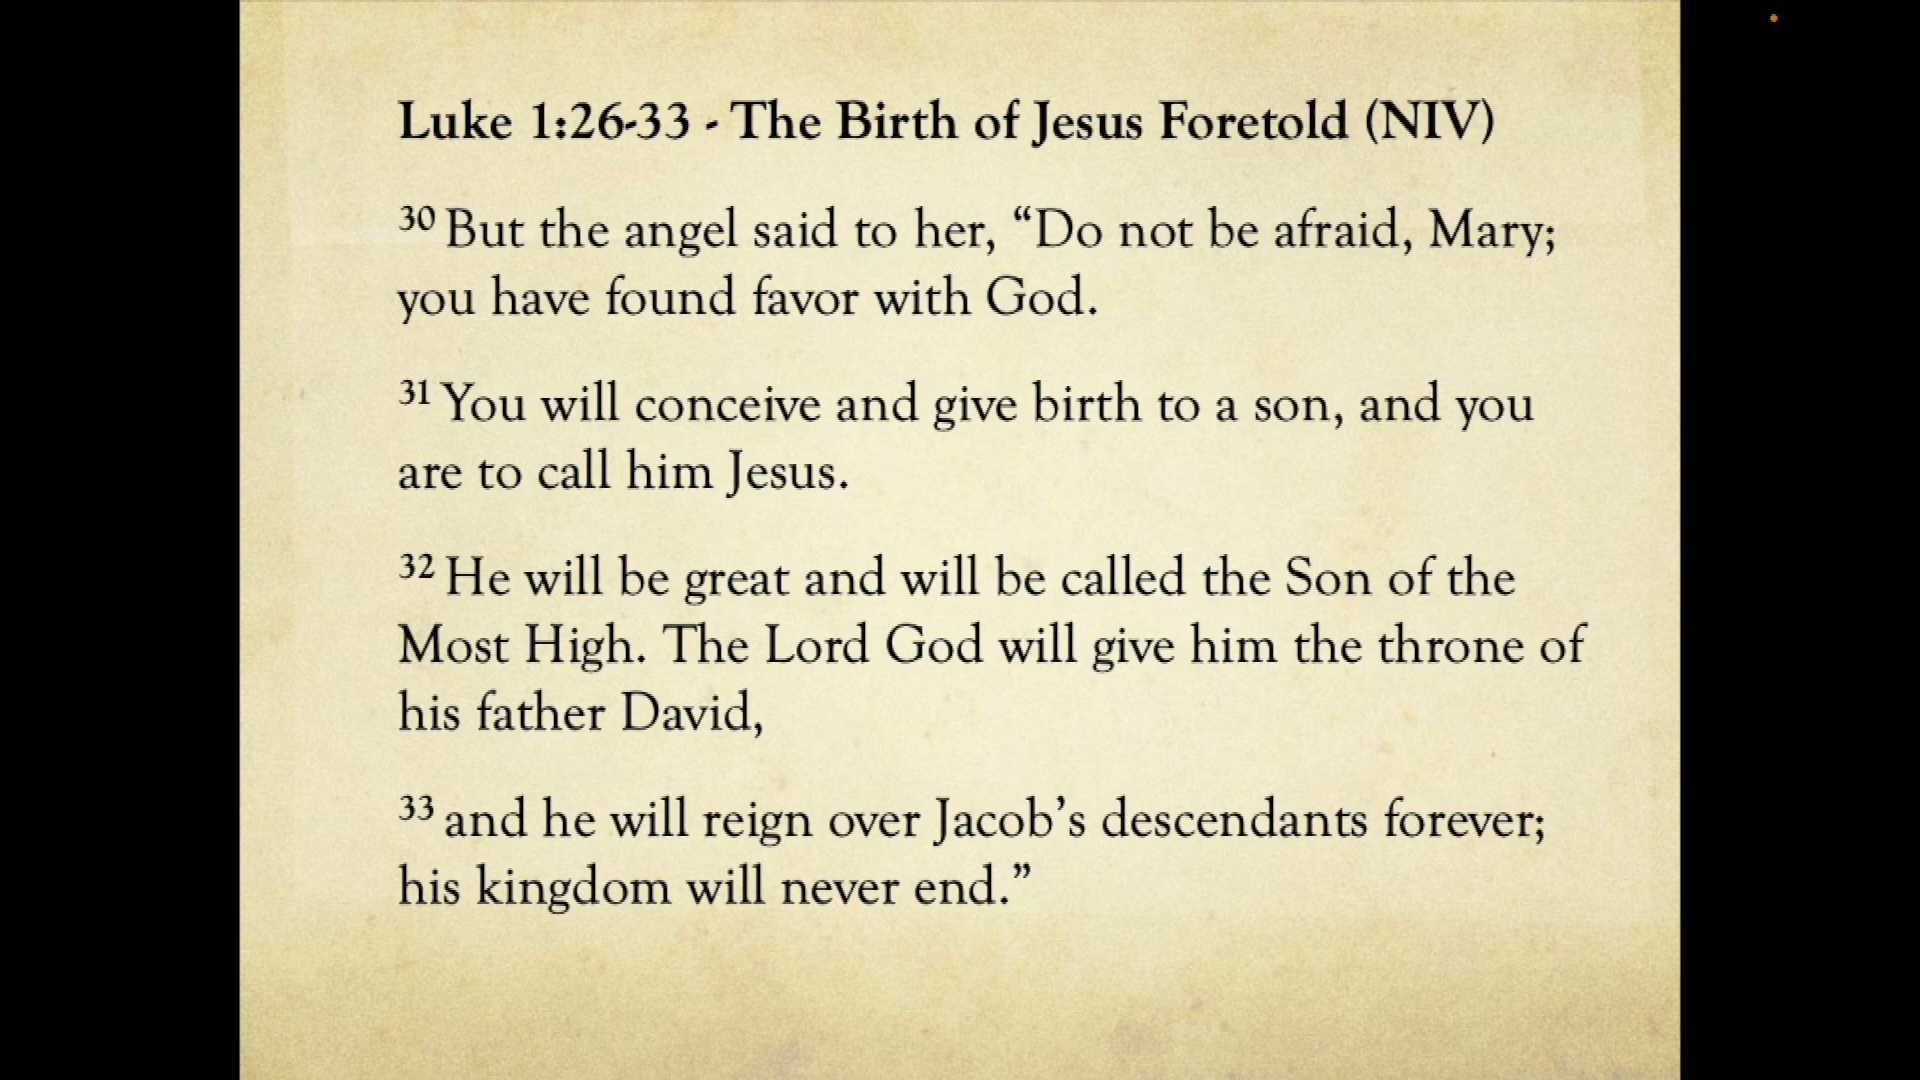 Luke 1:26-33 - The Birth of Jesus Foretold (NIV)
30 But the angel said to her, “Do not be afraid, Mary;
you have found favor with God.
31 You will conceive and give birth to a son, and you
are to call him Jesus.
32 He will be great and will be called the Son of the
Most High. The Lord God will give him the throne of
his father David,
33 and he will reign over Jacob’s descendants forever;
his kingdom will never end.”